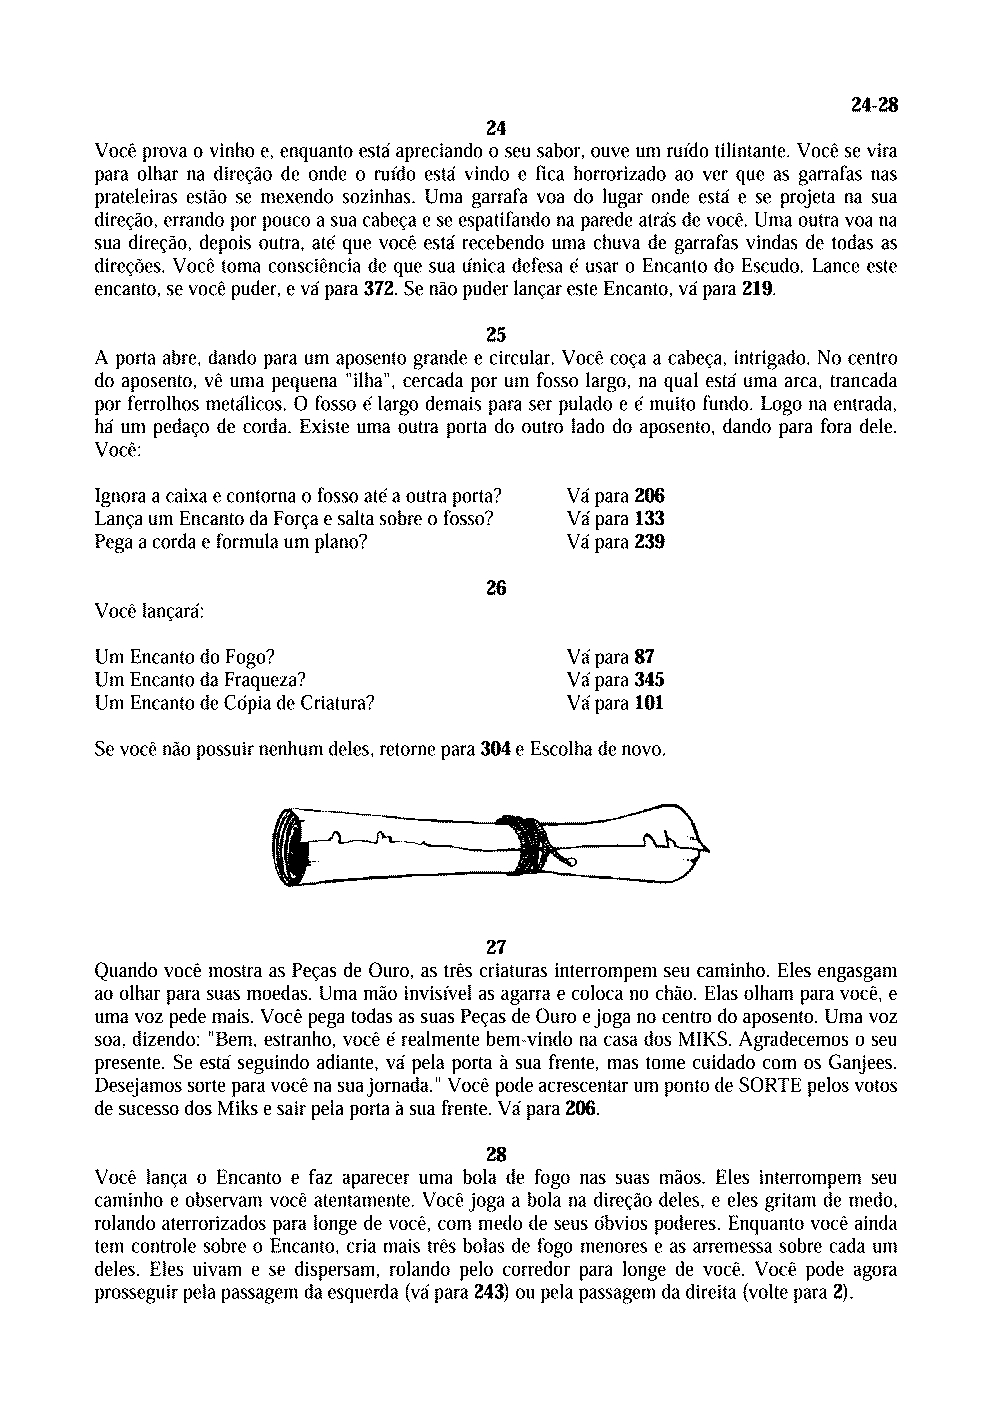 24-28
24
Você prova o vinho e, enquanto está apreciando o seu sabor, ouve um ruído tilintante. Você se vira
para olhar na direção de onde o ruído está vindo e fica horrorizado ao ver que as garrafas nas
prateleiras estão se mexendo sozinhas. Uma garrafa voa do lugar onde está e se projeta na sua
direção, errando por pouco a sua cabeça e se espatifando na parede atrás de você. Uma outra voa na
sua direção, depois outra, até que você está recebendo uma chuva de garrafas vindas de todas as
direções. Você toma consciência de que sua única defesa é usar o Encanto do Escudo. Lance este
encanto, se você puder, e vá para 372. Se não puder lançar este Encanto, vá para 219.
25
A porta abre, dando para um aposento grande e circular. Você coça a cabeça, intrigado. No centro
do aposento, vê uma pequena "ilha", cercada por um fosso largo, na qual está uma arca, trancada
por ferrolhos metálicos. O fosso é largo demais para ser pulado e é muito fundo. Logo na entrada,
há um pedaço de corda. Existe uma outra porta do outro lado do aposento, dando para fora dele.
Você:
Ignora a caixa e contorna o fosso até a outra porta? Vá para 206
Lança um Encanto da Força e salta sobre o fosso? Vá para 133
Pega a corda e formula um plano? Vá para 239
26
Você lançará:
Um Encanto do Fogo? Vá para 87
Um Encanto da Fraqueza? Vá para 345
Um Encanto de Cópia de Criatura? Vá para 101
Se você não possuir nenhum deles, retorne para 304 e Escolha de novo.
27
Quando você mostra as Peças de Ouro, as três criaturas interrompem seu caminho. Eles engasgam
ao olhar para suas moedas. Uma mão invisível as agarra e coloca no chão. Elas olham para você, e
uma voz pede mais. Você pega todas as suas Peças de Ouro e joga no centro do aposento. Uma voz
soa, dizendo: "Bem, estranho, você é realmente bem-vindo na casa dos MIKS. Agradecemos o seu
presente. Se está seguindo adiante, vá pela porta à sua frente, mas tome cuidado com os Ganjees.
Desejamos sorte para você na sua jornada." Você pode acrescentar um ponto de SORTE pelos votos
de sucesso dos Miks e sair pela porta à sua frente. Vá para 206.
28
Você lança o Encanto e faz aparecer uma bola de fogo nas suas mãos. Eles interrompem seu
caminho e observam você atentamente. Você joga a bola na direção deles, e eles gritam de medo,
rolando aterrorizados para longe de você, com medo de seus óbvios poderes. Enquanto você ainda
tem controle sobre o Encanto, cria mais três bolas de fogo menores e as arremessa sobre cada um
deles. Eles uivam e se dispersam, rolando pelo corredor para longe de você. Você pode agora
prosseguir pela passagem da esquerda (vá para 243) ou pela passagem da direita (volte para 2).